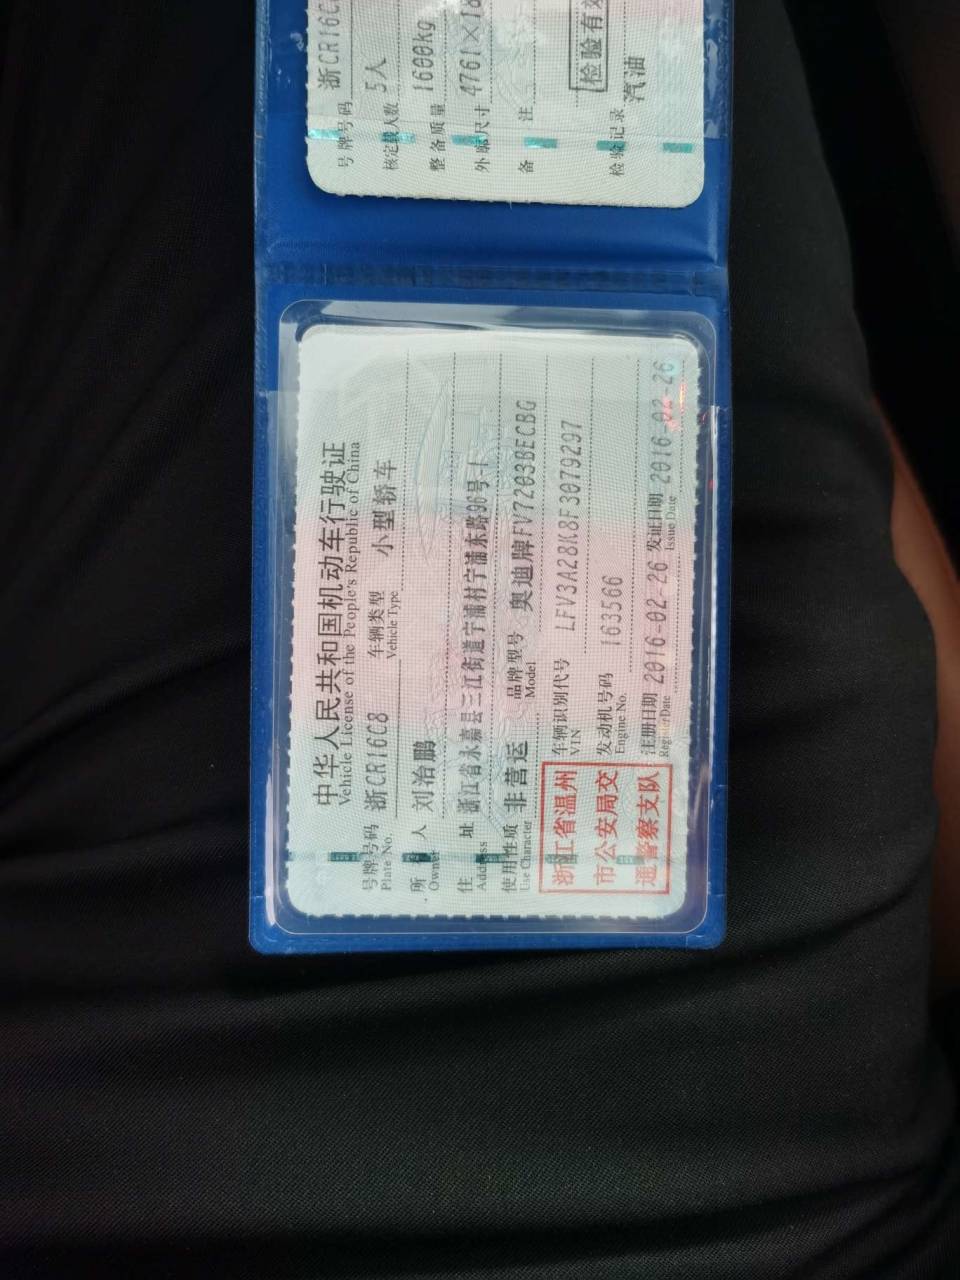 中华人民共和国机动车行驶证
Vehicle License of the People's Republic of China
号牌号码 浙CR16C8 车辆类型 小型轿车
Plate No. Vehicle Type
所 人 刘治鹏
Owner
住 址 浙江省永嘉县三江街道宁浦村宁浦东路96号-1
Address
使用性质 非营运 品牌型号 奥迪牌FV7203BECBG
Use Character Model
浙江省温州
市公安局交
通警察支队
车辆识别代号 LFV3A28K8F3079297
VIN
发动机号码 163566
Engine No.
注册日期 2016-02-26 发证日期 2016-02-26
Register Date Issue Date
号牌号码 浙CR16C
核定载人数 5人
整备质量 1600kg
外廓尺寸 4761×18
备 注
检验有效
检验记录 汽油